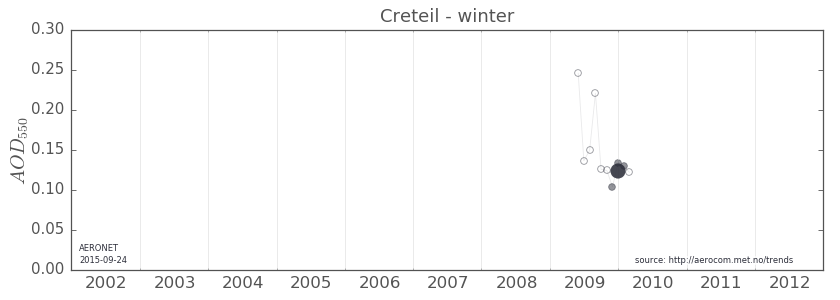 Creteil - winter
0.30
0.25
0.20
0.15
0.10
0.05
0.00
AOD550
AERONET
2015-09-24
source: http://aerocom.met.no/trends
2002 2003 2004 2005 2006 2007 2008 2009 2010 2011 2012